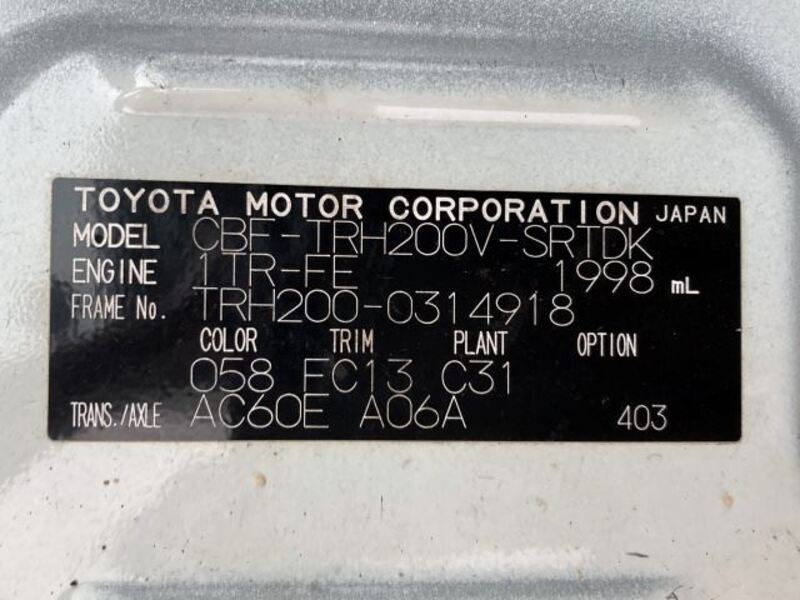 TOYOTA MOTOR CORPORATION JAPAN
MODEL CBF-TRH200V-SRTDK
ENGINE 1TR-FE 1998 mL
FRAME No. TRH200-0314918
COLOR TRIM PLANT OPTION
058 FC13 C31
TRANS./AXLE AC60E A06A 403